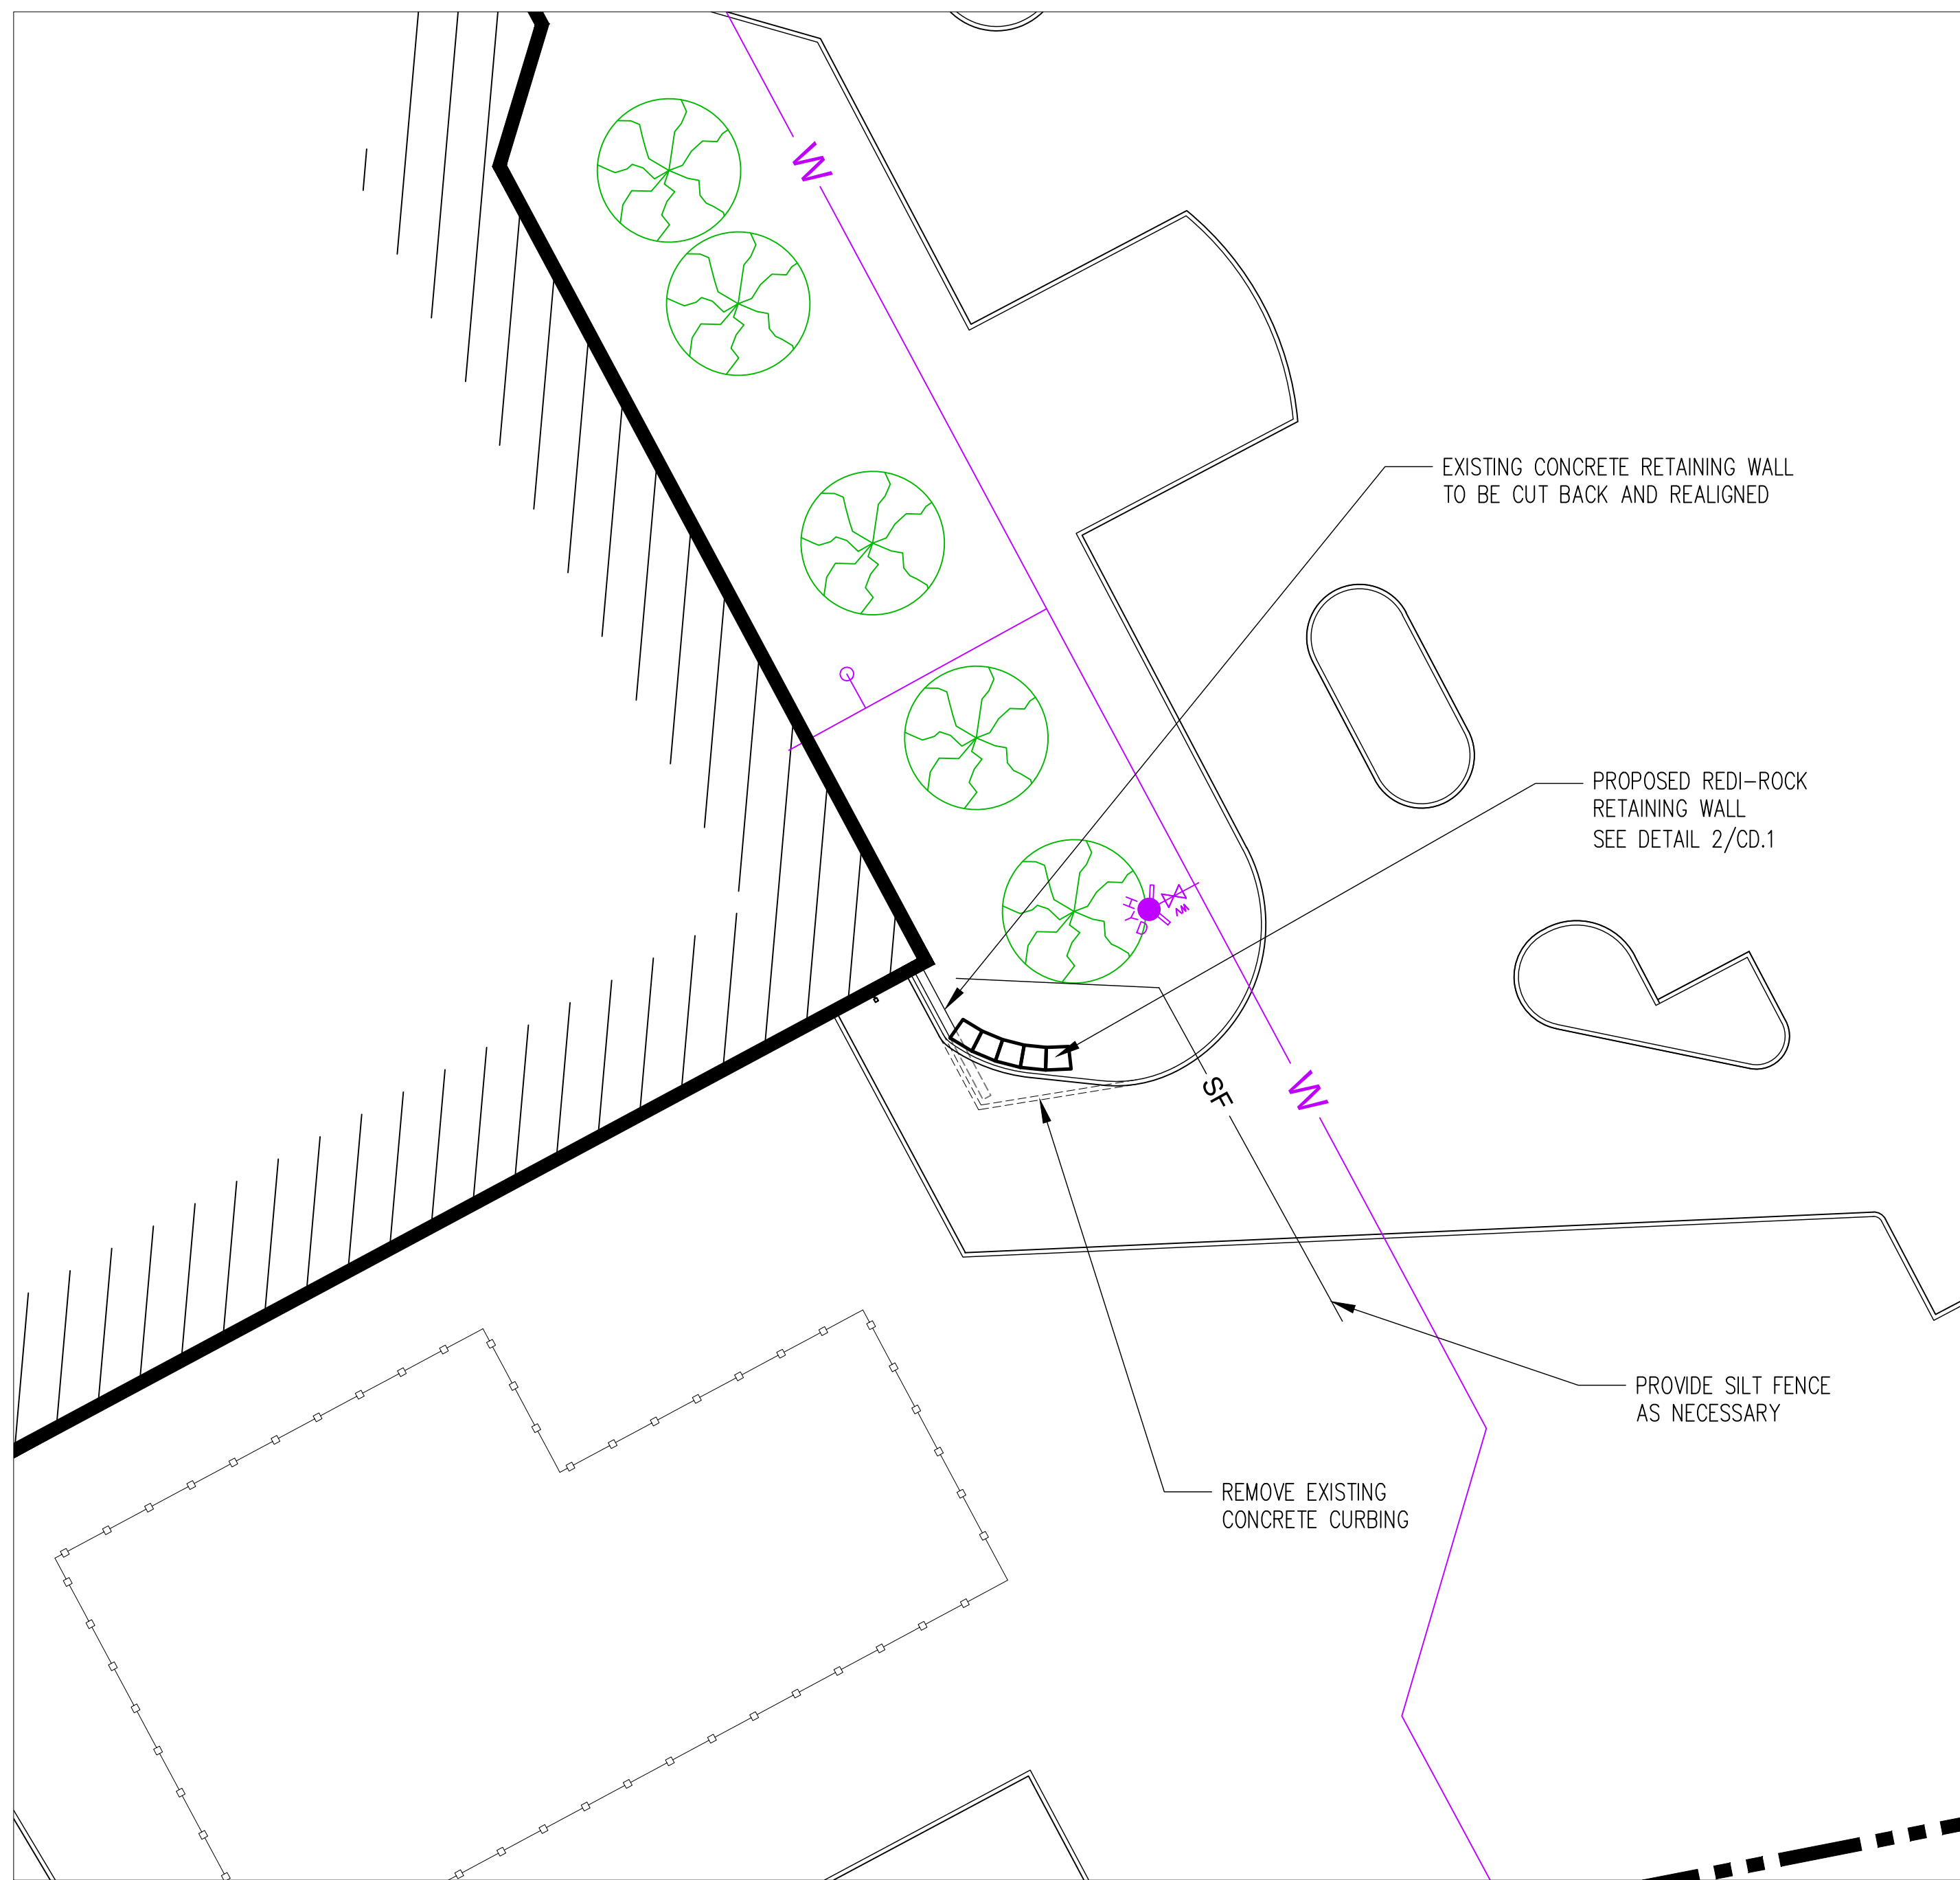 W
EXISTING CONCRETE RETAINING WALL
TO BE CUT BACK AND REALIGNED
PROPOSED REDI-ROCK
RETAINING WALL
SEE DETAIL 2/CD.1
HYD
W
SF
W
PROVIDE SILT FENCE
AS NECESSARY
REMOVE EXISTING
CONCRETE CURBING